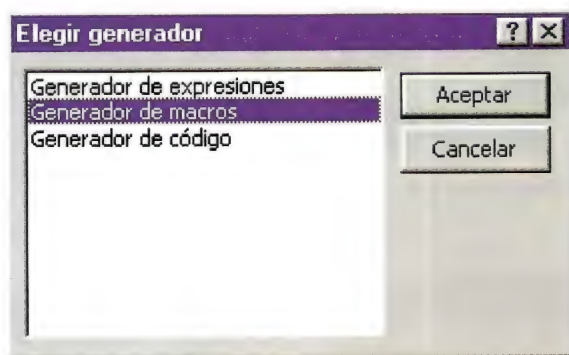 Elegir generador
Generador de expresiones
Generador de macros
Generador de código
Aceptar
Cancelar